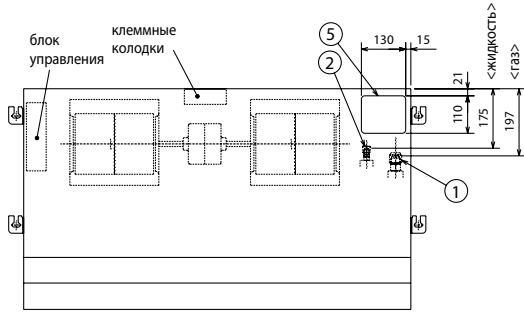 блок
управления
клеммные
колодки
5
2
130
15
21
110
175
<жидкость>
197
<газ>
1